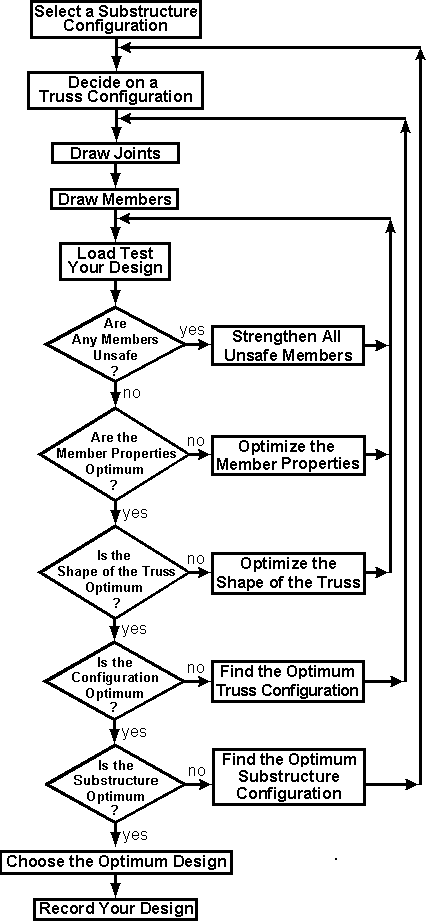 Select a Substructure
Configuration
Decide on a
Truss Configuration
Draw Joints
Draw Members
Load Test
Your Design
Are
Any Members
Unsafe
?
yes
Strengthen All
Unsafe Members
no
Are the
Member Properties
Optimum
?
no
Optimize the
Member Properties
yes
Is the
Shape of the Truss
Optimum
?
no
Optimize the
Shape of the Truss
yes
Is the
Configuration
Optimum
?
no
Find the Optimum
Truss Configuration
yes
Is the
Substructure
Optimum
?
no
Find the Optimum
Substructure
Configuration
yes
Choose the Optimum Design
Record Your Design